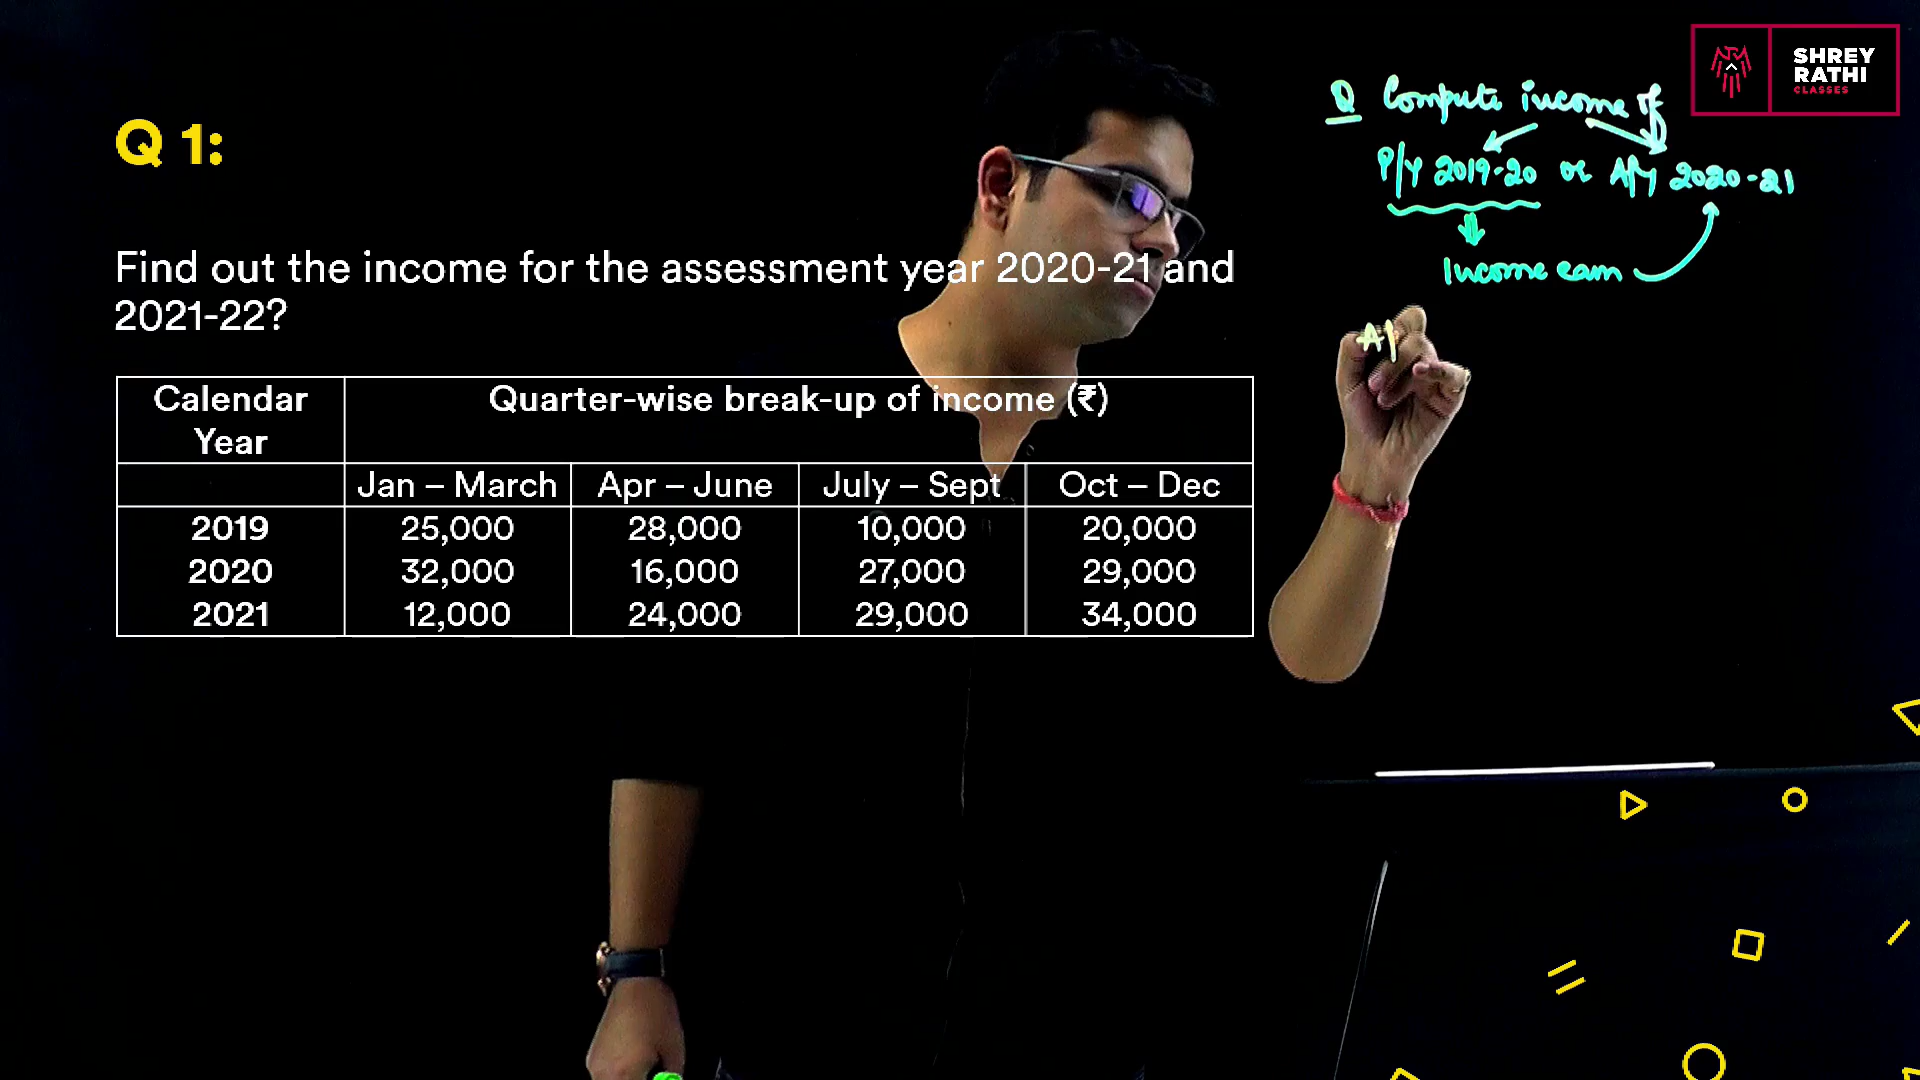 SHREY
RATHI
CLASSES
Q Compute income of
P/Y 2019-20 or A/Y 2020-21
Income earn
A/
Q 1:
Find out the income for the assessment year 2020-21 and
2021-22?
Calendar Year Quarter-wise break-up of income (₹)
Jan – March Apr – June July – Sept Oct – Dec
2019 25,000 28,000 10,000 20,000
2020 32,000 16,000 27,000 29,000
2021 12,000 24,000 29,000 34,000